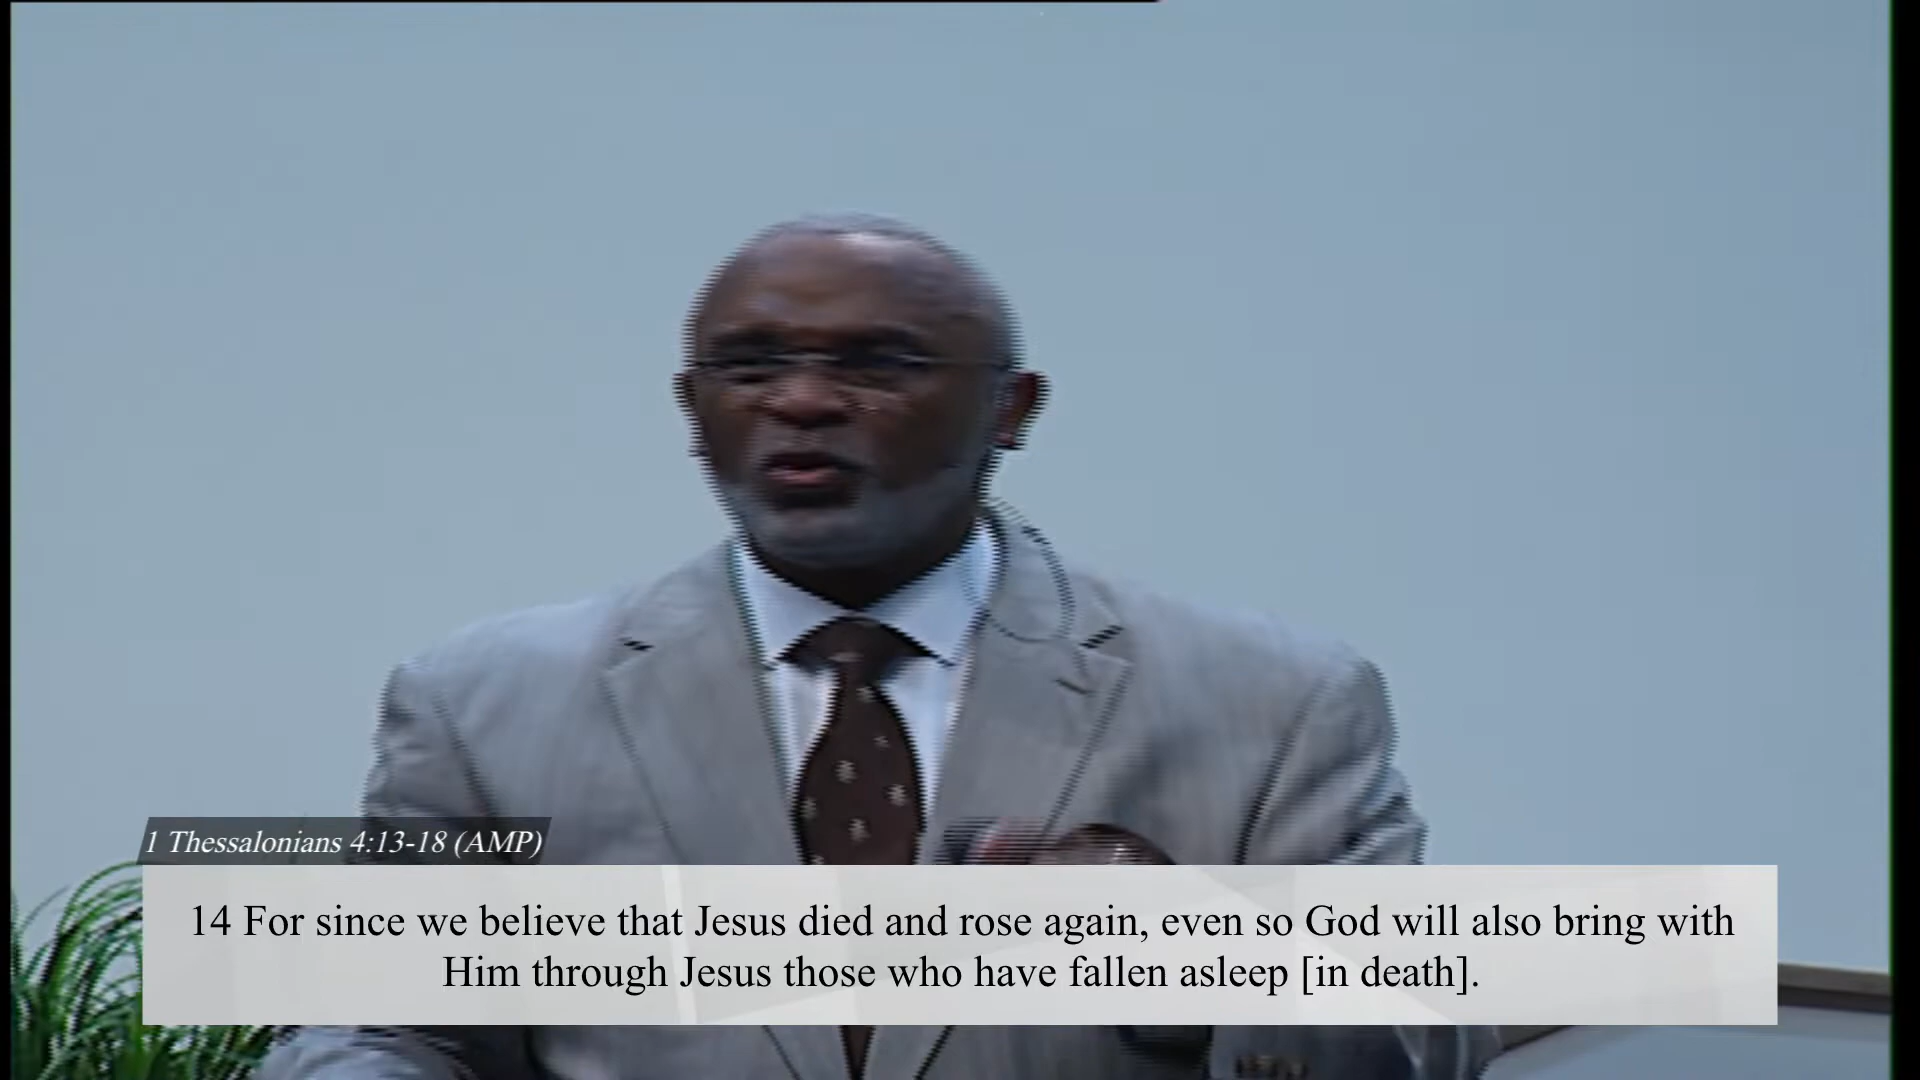 1 Thessalonians 4:13-18 (AMP)
14 For since we believe that Jesus died and rose again, even so God will also bring with
Him through Jesus those who have fallen asleep [in death].